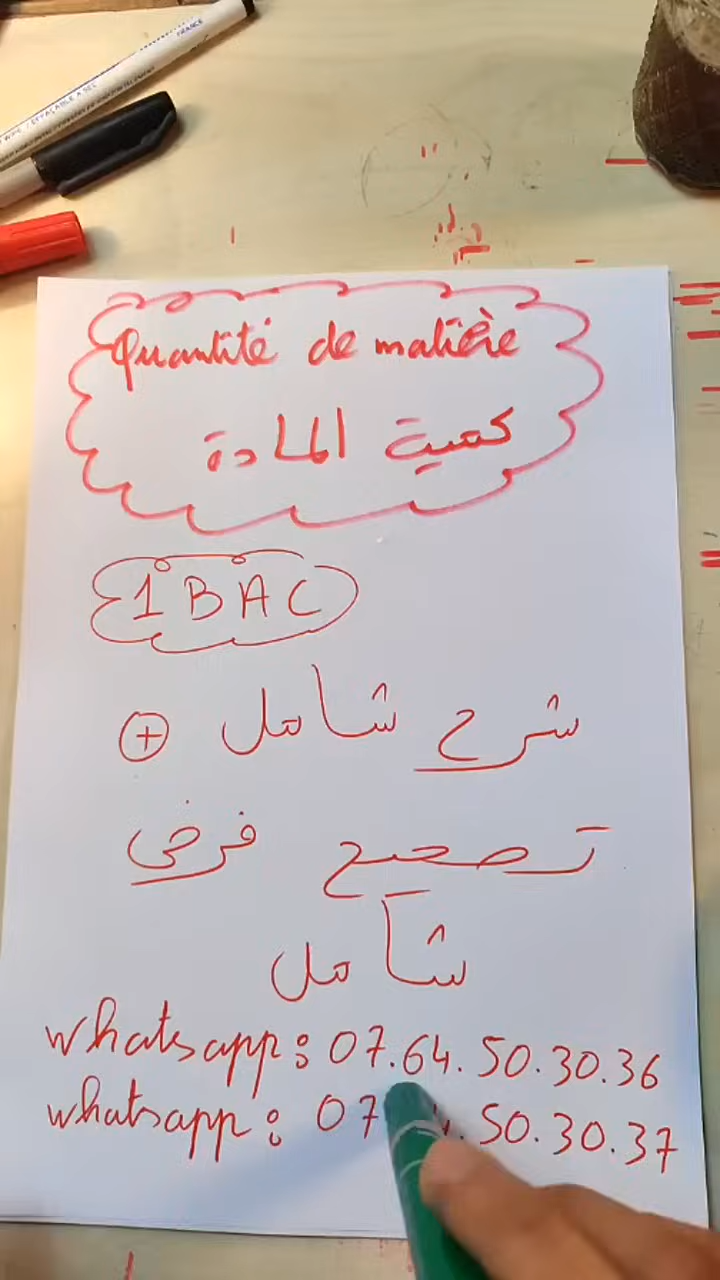 FRANCE
Quantité de matière
كمية المادة
1 BAC
شرح شامل +
تصحيح فرض
شامل
whatsapp: 07.64.50.30.36
whatsapp: 07 .50.30.37